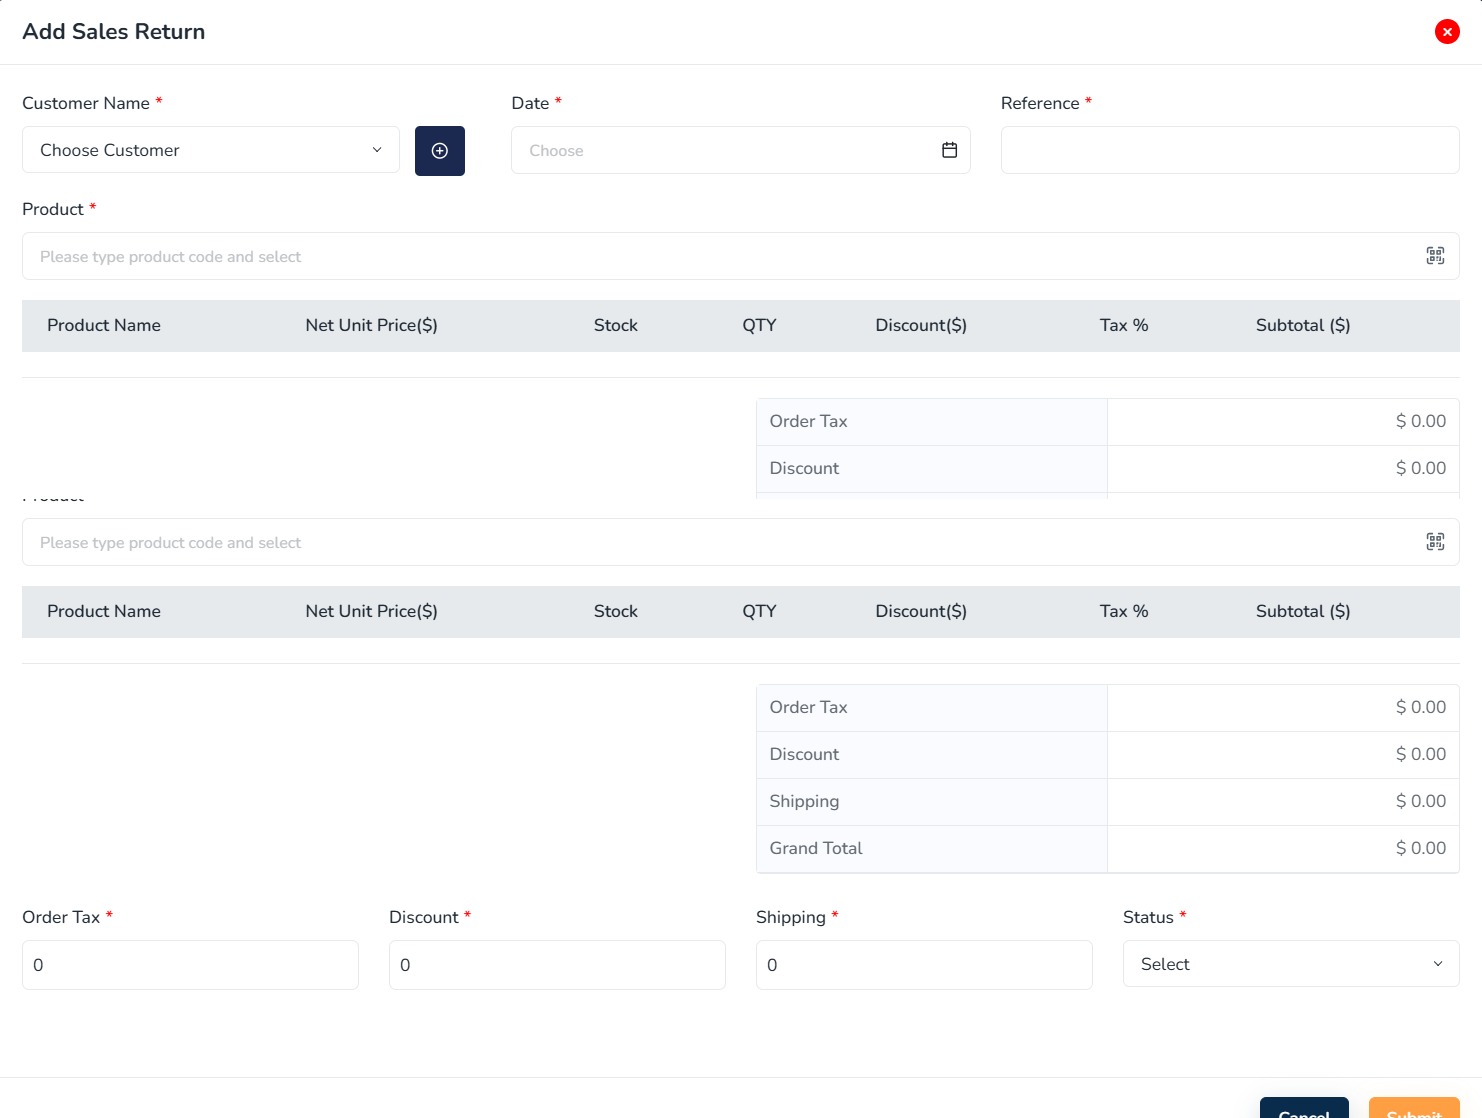 Add Sales Return
Customer Name * Date * Reference *
Choose Customer Choose
Product *
Please type product code and select
Product Name Net Unit Price($) Stock QTY Discount($) Tax % Subtotal ($)
Order Tax $ 0.00
Discount $ 0.00
Product
Please type product code and select
Product Name Net Unit Price($) Stock QTY Discount($) Tax % Subtotal ($)
Order Tax $ 0.00
Discount $ 0.00
Shipping $ 0.00
Grand Total $ 0.00
Order Tax * Discount * Shipping * Status *
0 0 0 Select
Cancel Submit